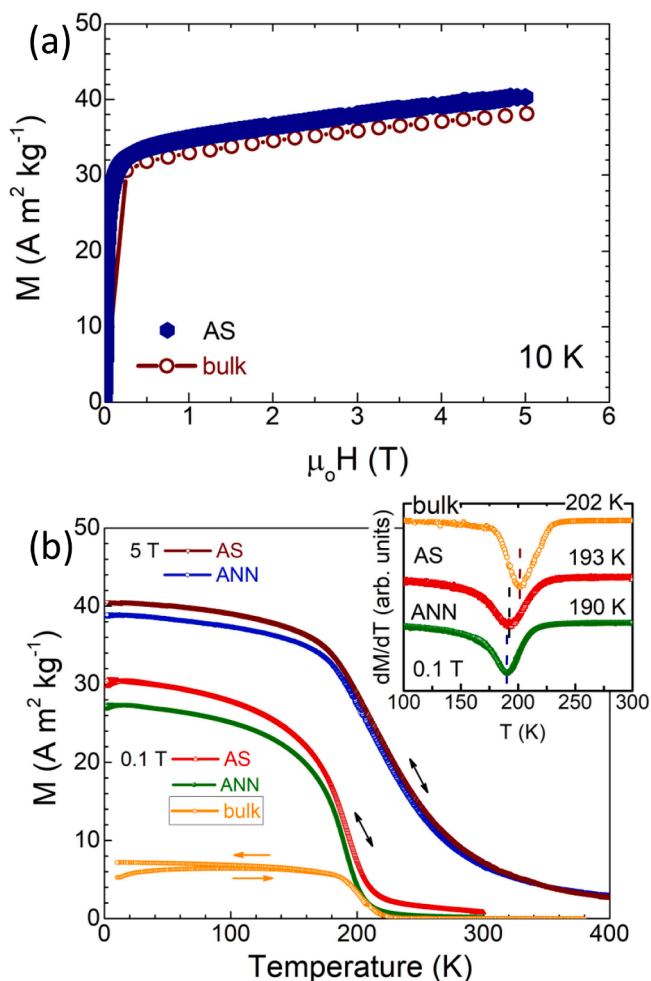 (a)
50
40
30
20
10
0
M (A m² kg⁻¹)
AS
bulk
10 K
0 1 2 3 4 5 6
μₒH (T)
(b)
50
40
30
20
10
0
M (A m² kg⁻¹)
5 T AS
ANN
0.1 T AS
ANN
bulk
0 100 200 300 400
Temperature (K)
dM/dT (arb. units)
bulk 202 K
AS 193 K
ANN 190 K
0.1 T
100 150 200 250 300
T (K)